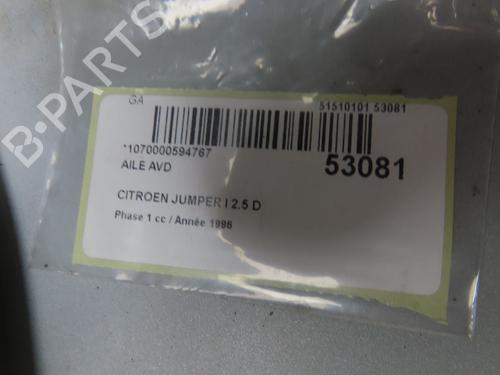 B-PARTS
GA
51510101 53081
*1070000594767
53081
AILE AVD
CITROEN JUMPER I 2.5 D
Phase 1 cc / Année 1996